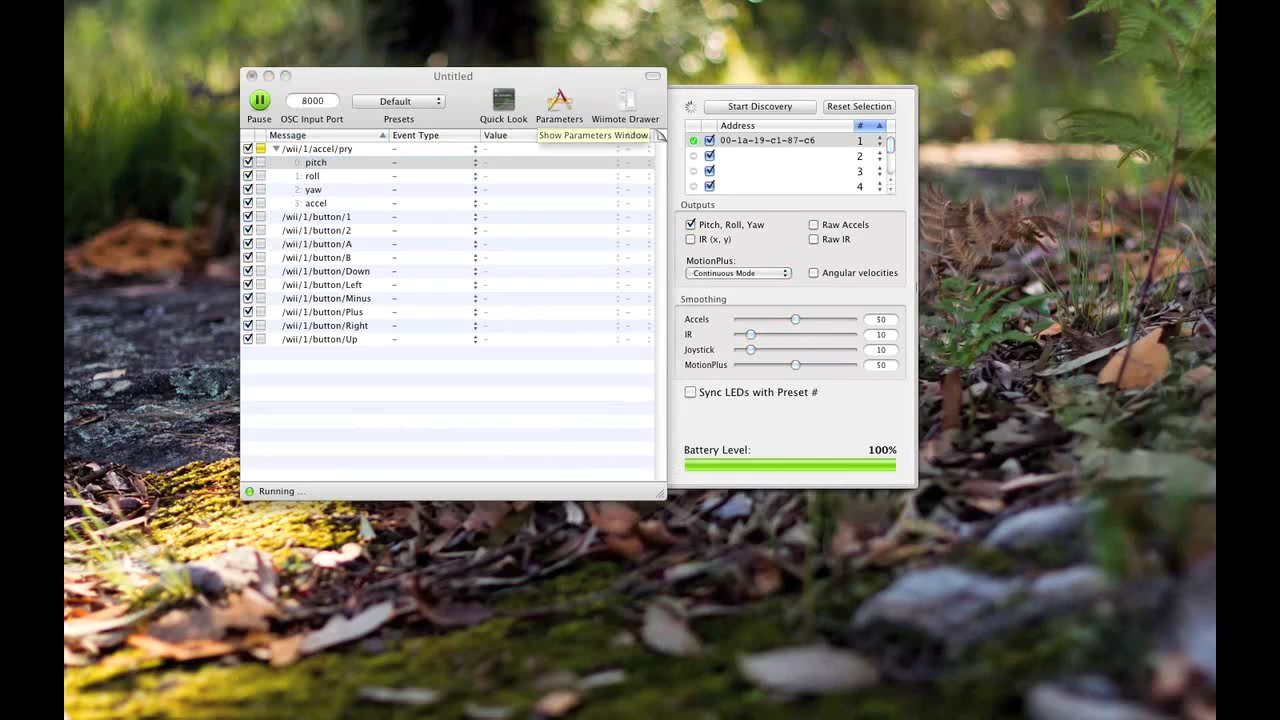 Untitled
8000
Default
Pause
OSC Input Port
Presets
Quick Look
Parameters
Wiimote Drawer
Message
Event Type
Value
Show Parameters Window.
/wii/1/accel/pry
0: pitch
1: roll
2: yaw
3: accel
/wii/1/button/1
/wii/1/button/2
/wii/1/button/A
/wii/1/button/B
/wii/1/button/Down
/wii/1/button/Left
/wii/1/button/Minus
/wii/1/button/Plus
/wii/1/button/Right
/wii/1/button/Up
Running ...
Start Discovery
Reset Selection
Address
#
00-1a-19-c1-87-c6
1
2
3
4
Outputs
Pitch, Roll, Yaw
Raw Accels
IR (x, y)
Raw IR
MotionPlus:
Continuous Mode
Angular velocities
Smoothing
Accels
50
IR
10
Joystick
10
MotionPlus
50
Sync LEDs with Preset #
Battery Level:
100%